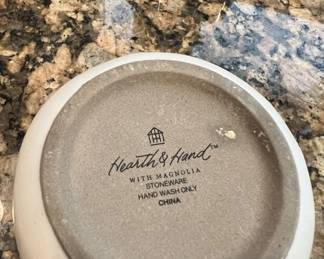 Hearth & Hand™
WITH MAGNOLIA
STONEWARE
HAND WASH ONLY
CHINA